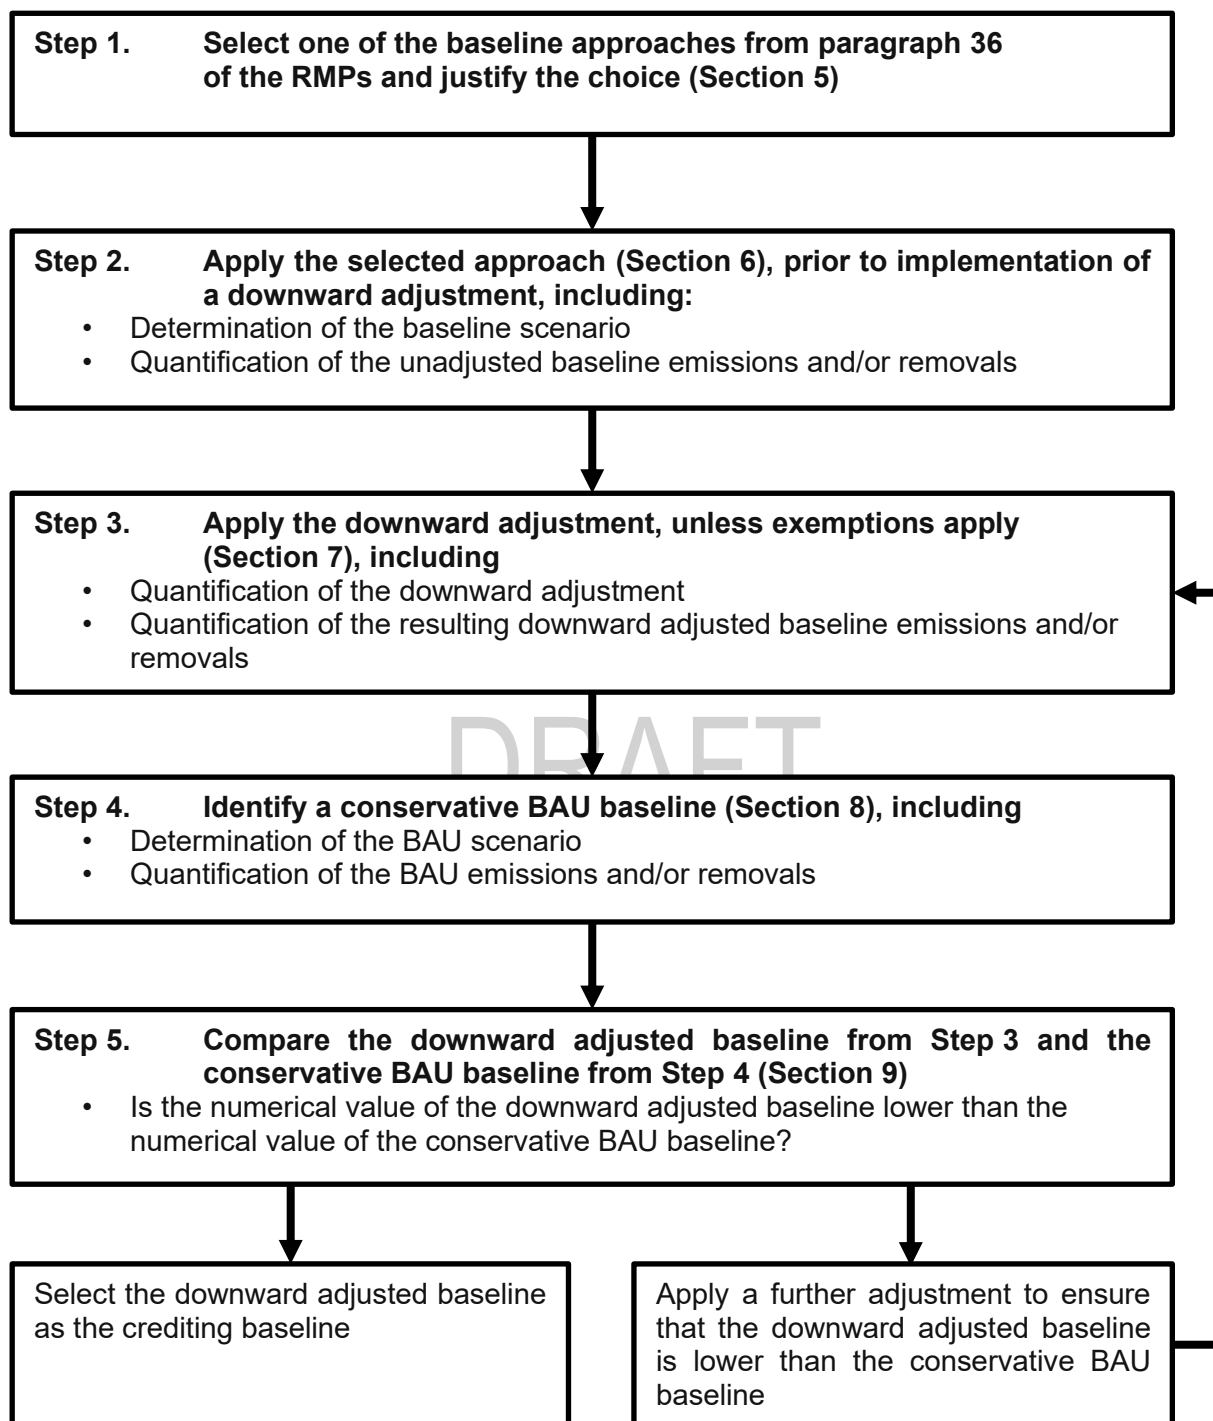 Step 1. Select one of the baseline approaches from paragraph 36
of the RMPs and justify the choice (Section 5)
Step 2. Apply the selected approach (Section 6), prior to implementation of
a downward adjustment, including:
• Determination of the baseline scenario
• Quantification of the unadjusted baseline emissions and/or removals
Step 3. Apply the downward adjustment, unless exemptions apply
(Section 7), including
• Quantification of the downward adjustment
• Quantification of the resulting downward adjusted baseline emissions and/or
removals
DRAFT
Step 4. Identify a conservative BAU baseline (Section 8), including
• Determination of the BAU scenario
• Quantification of the BAU emissions and/or removals
Step 5. Compare the downward adjusted baseline from Step 3 and the
conservative BAU baseline from Step 4 (Section 9)
• Is the numerical value of the downward adjusted baseline lower than the
numerical value of the conservative BAU baseline?
Select the downward adjusted baseline
as the crediting baseline
Apply a further adjustment to ensure
that the downward adjusted baseline
is lower than the conservative BAU
baseline